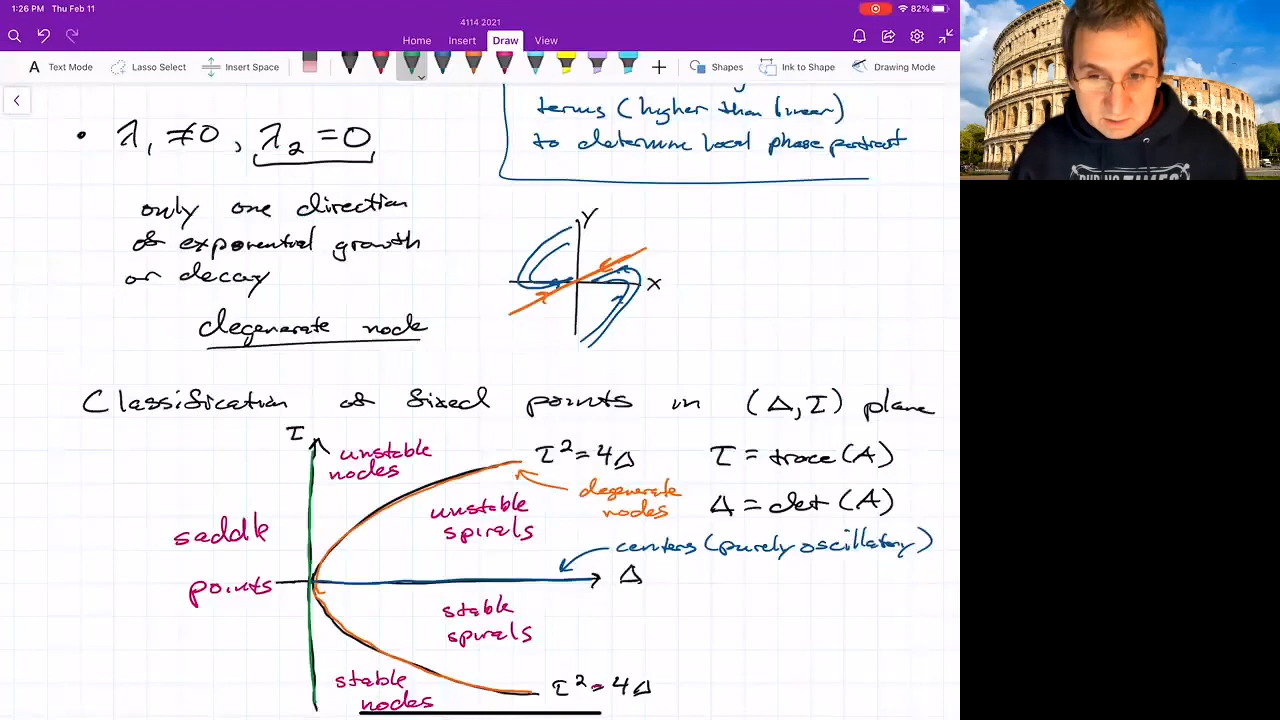 1:26 PM Thu Feb 11
82%
4114 2021
Home Insert Draw View
Text Mode Lasso Select Insert Space Shapes Ink to Shape Drawing Mode
terms (higher than linear)
to determine local phase portrait
• λ₁ ≠ 0, λ₂ = 0
only one direction
of exponential growth
or decay
degenerate node
Y
X
Classification of fixed points in (Δ, τ) plane
τ
unstable
nodes
τ² = 4Δ
τ = trace(A)
degenerate
nodes
Δ = det(A)
unstable
spirals
saddle
points
centers (purely oscillatory)
Δ
stable
spirals
stable
nodes
τ² = 4Δ